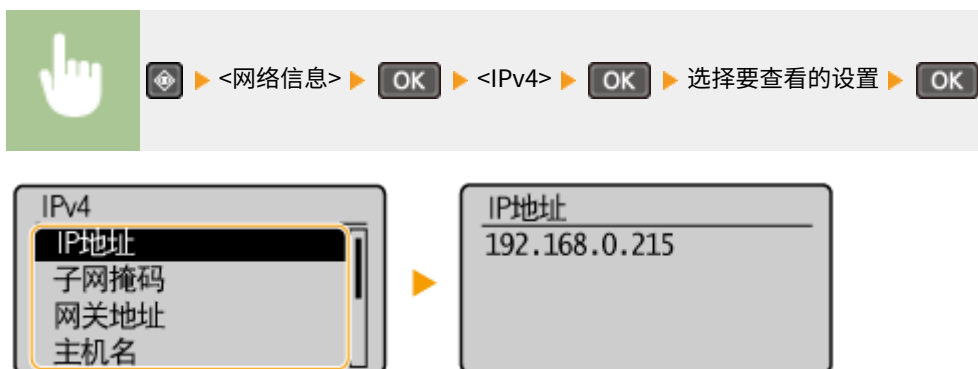 <网络信息> OK <IPv4> OK 选择要查看的设置 OK
IPv4
IP地址
子网掩码
网关地址
主机名
IP地址
192.168.0.215